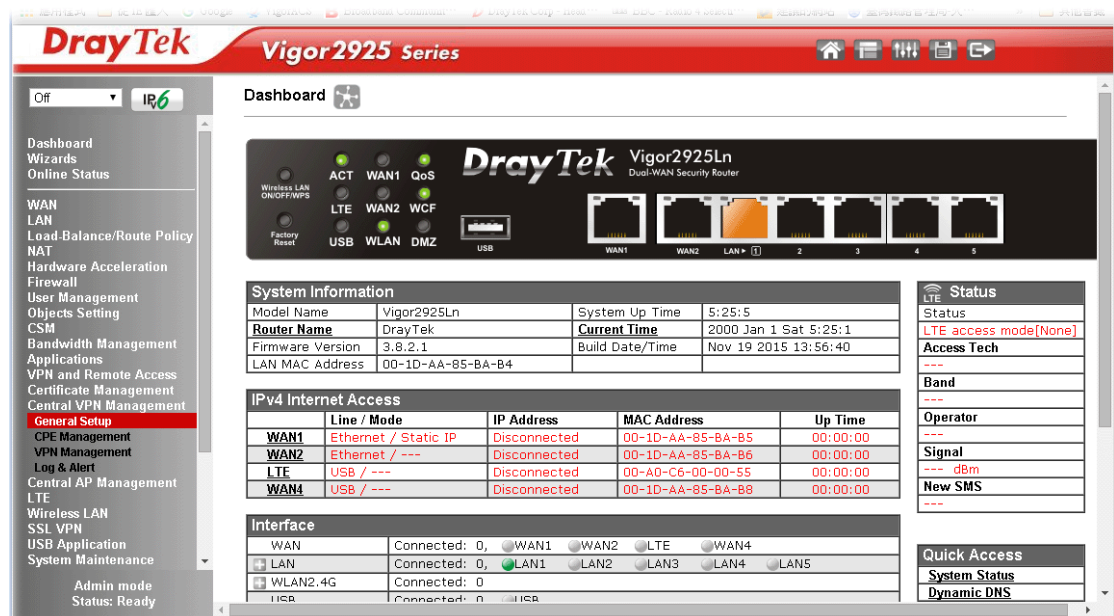 DrayTek Vigor2925 Series
Off IPv6
Dashboard
Wizards
Online Status
WAN
LAN
Load-Balance/Route Policy
NAT
Hardware Acceleration
Firewall
User Management
Objects Setting
CSM
Bandwidth Management
Applications
VPN and Remote Access
Certificate Management
Central VPN Management
General Setup
CPE Management
VPN Management
Log & Alert
Central AP Management
LTE
Wireless LAN
SSL VPN
USB Application
System Maintenance
Admin mode
Status: Ready
Dashboard
Wireless LAN
ON/OFF/WPS
Factory
Reset
ACT WAN1 QoS
LTE WAN2 WCF
USB WLAN DMZ
DrayTek Vigor2925Ln
Dual-WAN Security Router
USB WAN1 WAN2 LAN 1 2 3 4 5
System Information
Model Name Vigor2925Ln System Up Time 5:25:5
Router Name DrayTek Current Time 2000 Jan 1 Sat 5:25:1
Firmware Version 3.8.2.1 Build Date/Time Nov 19 2015 13:56:40
LAN MAC Address 00-1D-AA-85-BA-B4
IPv4 Internet Access
Line / Mode IP Address MAC Address Up Time
WAN1 Ethernet / Static IP Disconnected 00-1D-AA-85-BA-B5 00:00:00
WAN2 Ethernet / --- Disconnected 00-1D-AA-85-BA-B6 00:00:00
LTE USB / --- Disconnected 00-A0-C6-00-00-55 00:00:00
WAN4 USB / --- Disconnected 00-1D-AA-85-BA-B8 00:00:00
Interface
WAN Connected: 0, WAN1 WAN2 LTE WAN4
LAN Connected: 0, LAN1 LAN2 LAN3 LAN4 LAN5
WLAN2.4G Connected: 0
USB Connected: 0 USB
LTE Status
Status
LTE access mode[None]
Access Tech
---
Band
---
Operator
---
Signal
--- dBm
New SMS
---
Quick Access
System Status
Dynamic DNS